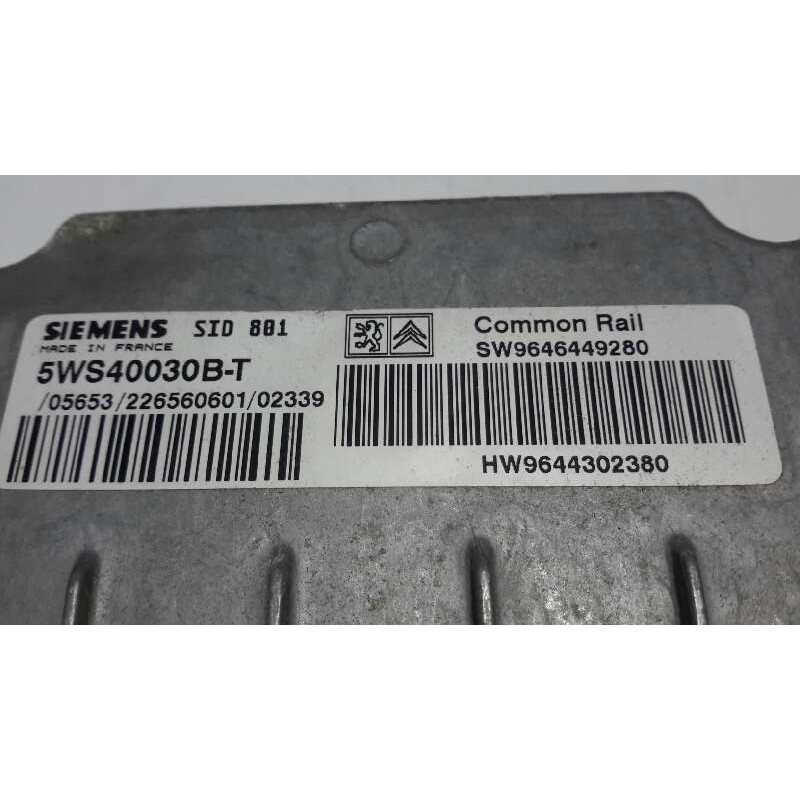 SIEMENS SID 801
MADE IN FRANCE
5WS40030B-T
/05653/226560601/02339
Common Rail
SW9646449280
HW9644302380